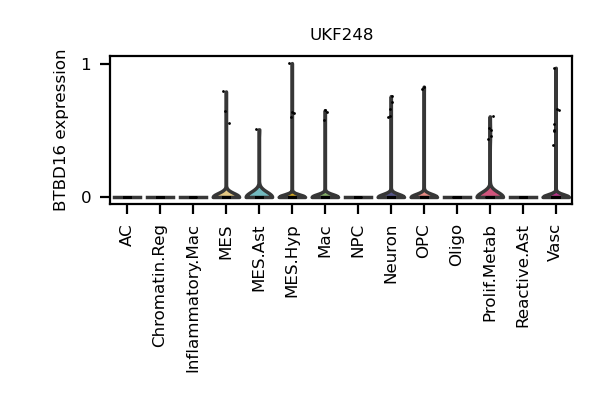 UKF248
BTBD16 expression
1
0
AC
Chromatin.Reg
Inflammatory.Mac
MES
MES.Ast
MES.Hyp
Mac
NPC
Neuron
OPC
Oligo
Prolif.Metab
Reactive.Ast
Vasc